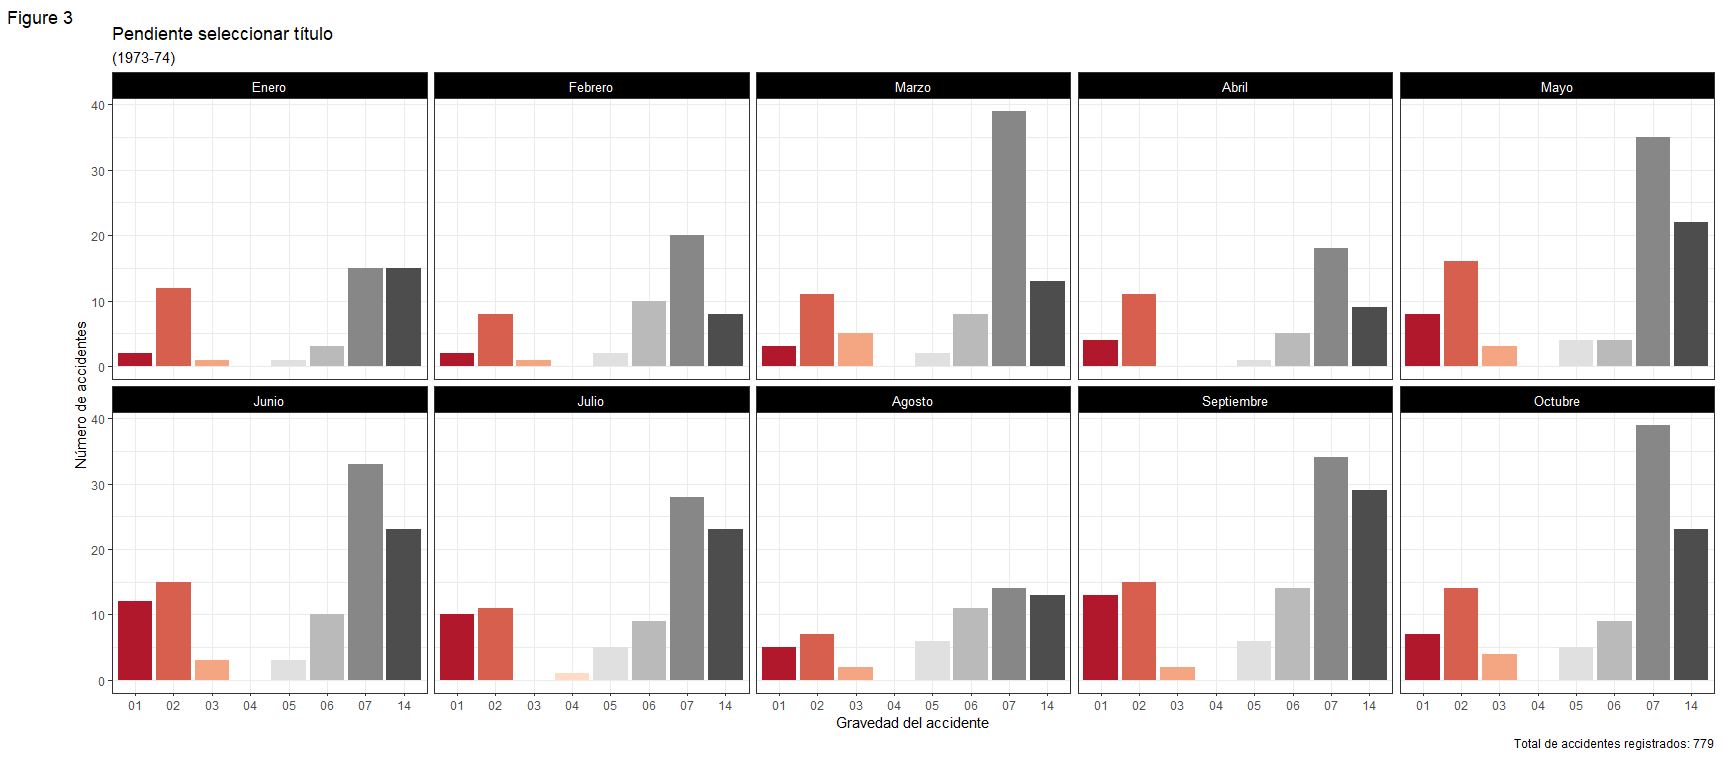 Figure 3
Pendiente seleccionar título
(1973-74)
Enero
Febrero
Marzo
Abril
Mayo
40
30
20
10
0
Número de accidentes
Junio
Julio
Agosto
Septiembre
Octubre
40
30
20
10
0
01 02 03 04 05 06 07 14
01 02 03 04 05 06 07 14
01 02 03 04 05 06 07 14
01 02 03 04 05 06 07 14
01 02 03 04 05 06 07 14
Gravedad del accidente
Total de accidentes registrados: 779